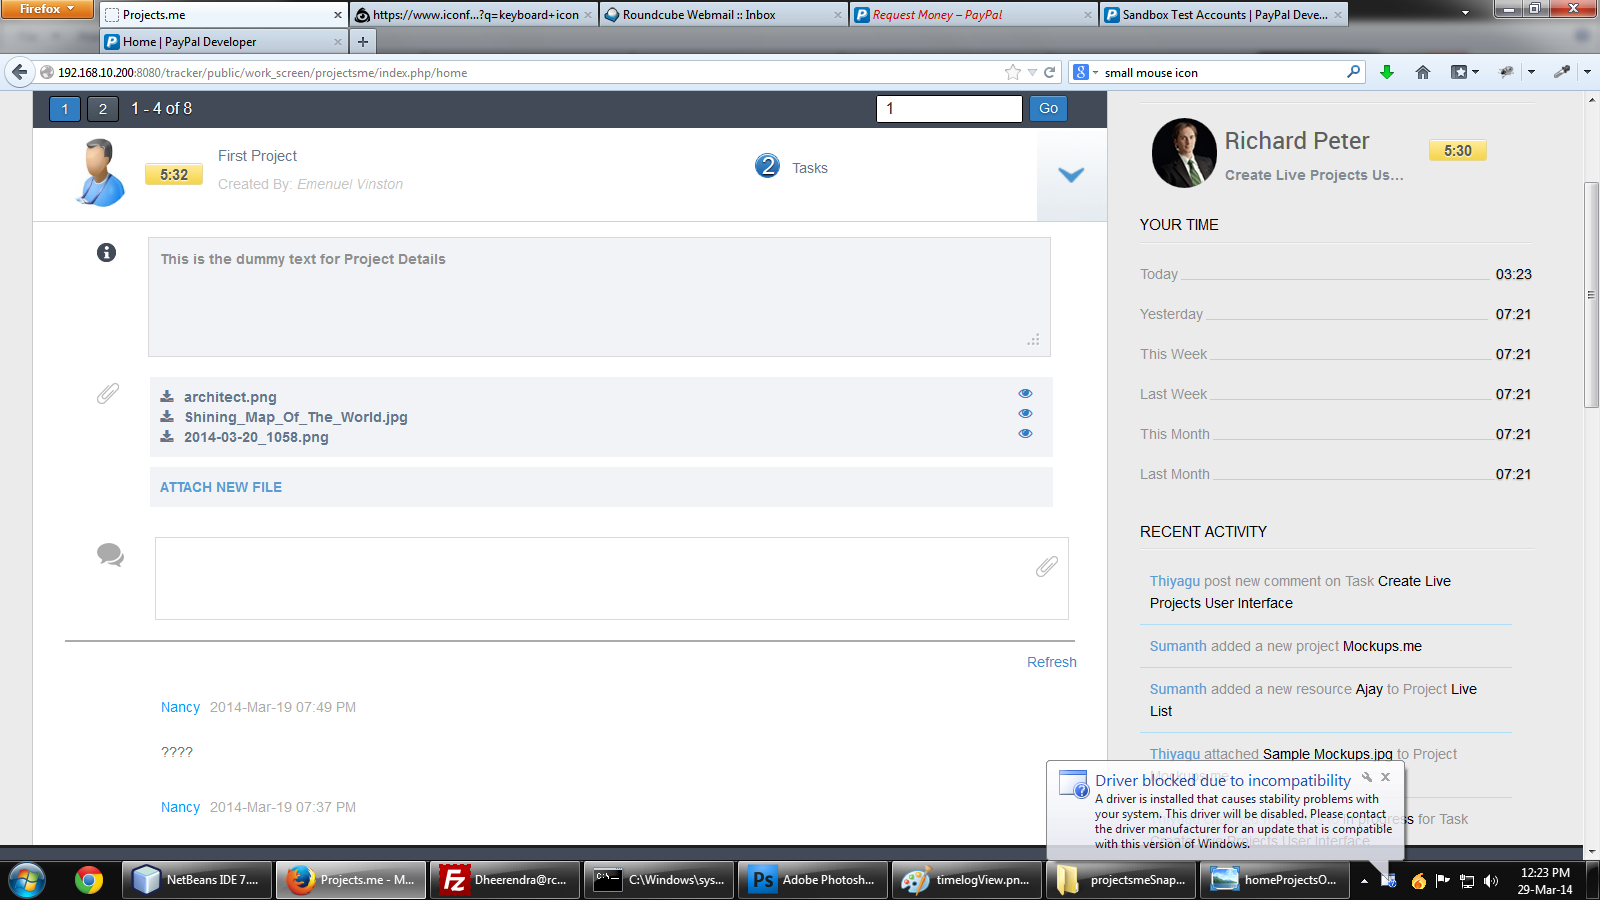 Firefox
Projects.me
https://www.iconf...?q=keyboard+icon
Roundcube Webmail :: Inbox
Request Money – PayPal
Sandbox Test Accounts | PayPal Deve...
Home | PayPal Developer
192.168.10.200:8080/tracker/public/work_screen/projectsme/index.php/home
small mouse icon
1 2 1 - 4 of 8
1 Go
5:32
First Project
Created By: Emenuel Vinston
2 Tasks
This is the dummy text for Project Details
architect.png
Shining_Map_Of_The_World.jpg
2014-03-20_1058.png
ATTACH NEW FILE
Refresh
Nancy 2014-Mar-19 07:49 PM
????
Nancy 2014-Mar-19 07:37 PM
Richard Peter
Create Live Projects Us...
5:30
YOUR TIME
Today 03:23
Yesterday 07:21
This Week 07:21
Last Week 07:21
This Month 07:21
Last Month 07:21
RECENT ACTIVITY
Thiyagu post new comment on Task Create Live
Projects User Interface
Sumanth added a new project Mockups.me
Sumanth added a new resource Ajay to Project Live
List
Thiyagu attached Sample Mockups.jpg to Project
Mockups.me
in progress for Task
Create Live Projects User Interface
Driver blocked due to incompatibility
A driver is installed that causes stability problems with
your system. This driver will be disabled. Please contact
the driver manufacturer for an update that is compatible
with this version of Windows.
NetBeans IDE 7....
Projects.me - M...
Dheerendra@rc...
C:\Windows\sys...
Adobe Photosh...
timelogView.pn...
projectsmeSnap...
homeProjectsO...
12:23 PM
29-Mar-14